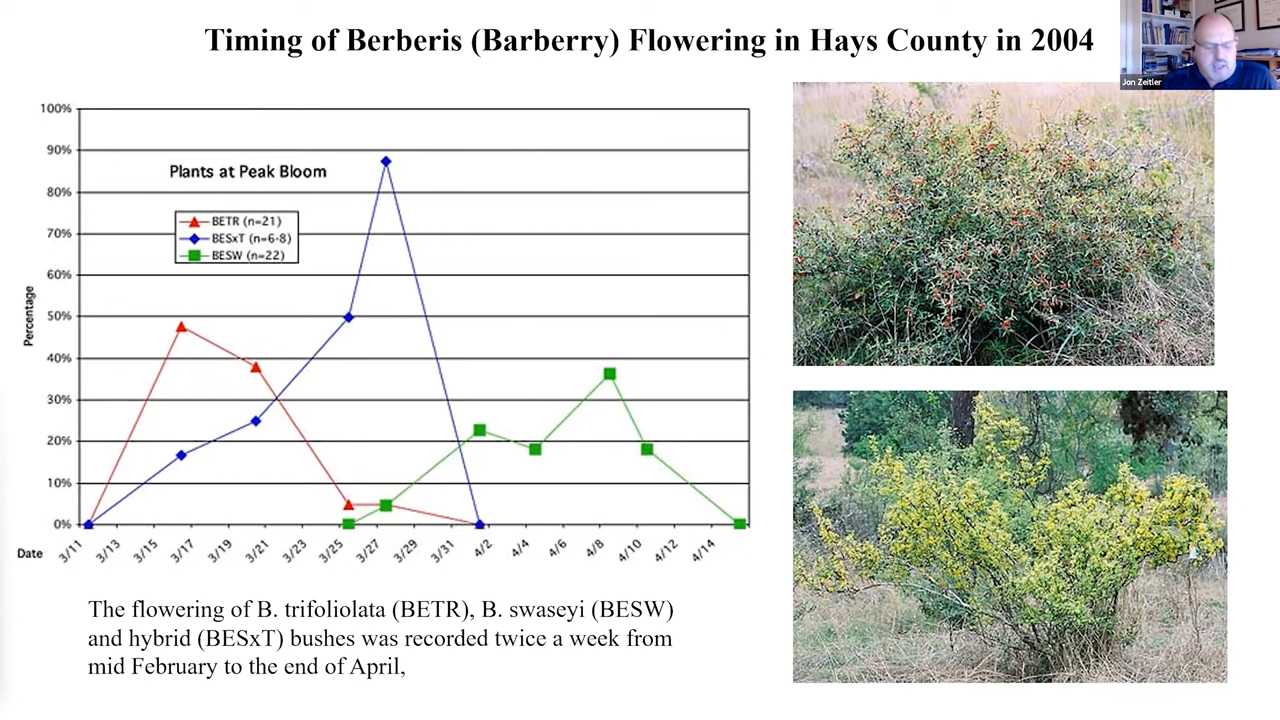 Timing of Berberis (Barberry) Flowering in Hays County in 2004
Jon Zeitler
100%
90%
80%
70%
60%
50%
40%
30%
20%
10%
0%
Percentage
Plants at Peak Bloom
BETR (n=21)
BESxT (n=6-8)
BESW (n=22)
Date
3/11 3/13 3/15 3/17 3/19 3/21 3/23 3/25 3/27 3/29 3/31 4/2 4/4 4/6 4/8 4/10 4/12 4/14
The flowering of B. trifoliolata (BETR), B. swaseyi (BESW)
and hybrid (BESxT) bushes was recorded twice a week from
mid February to the end of April,